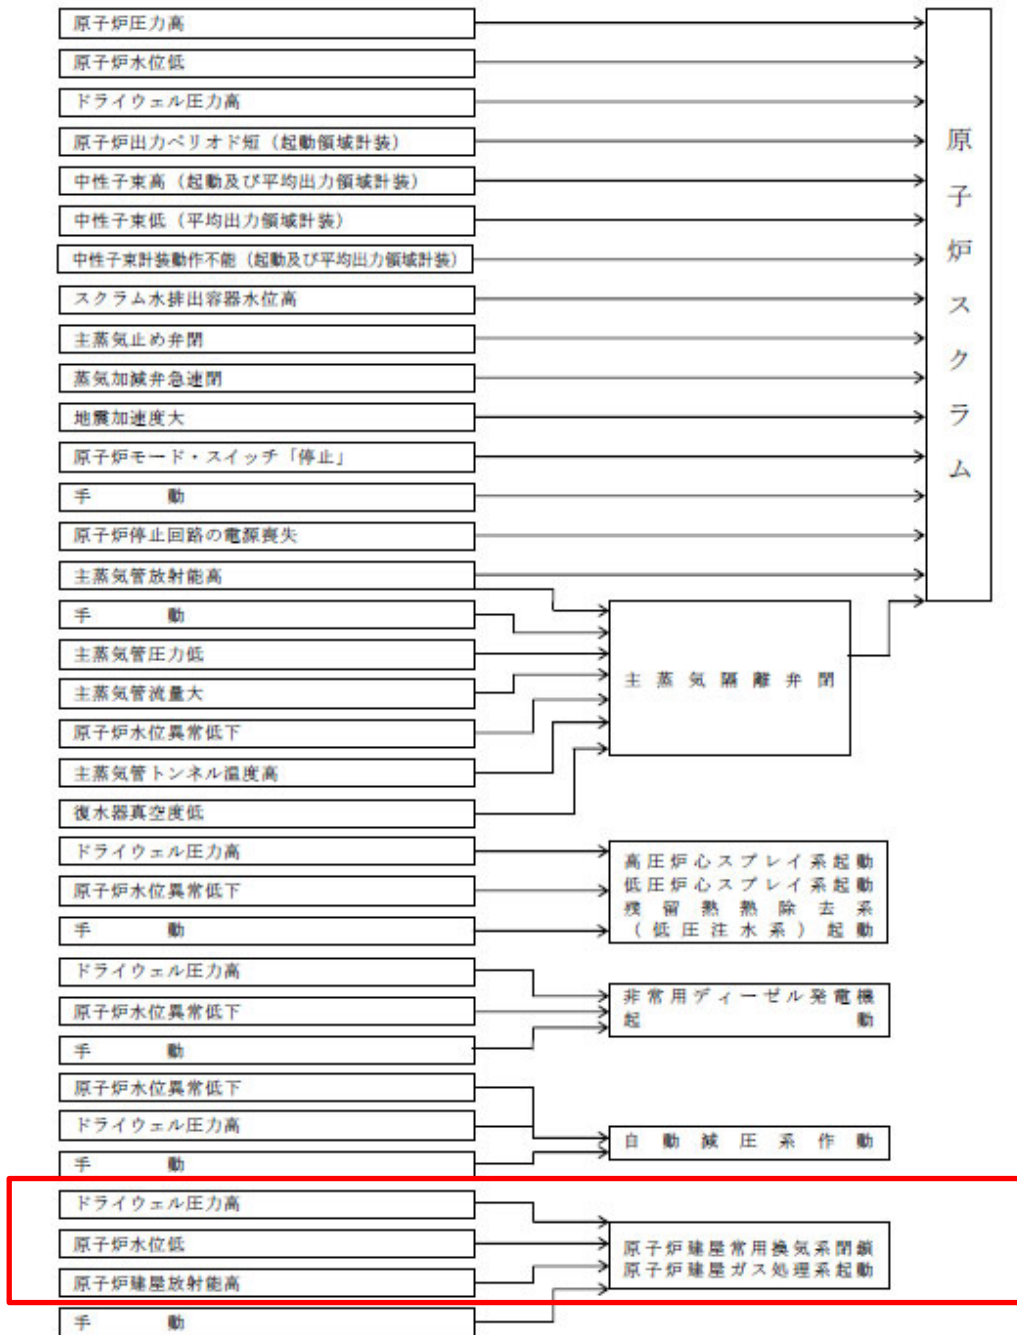 原子炉圧力高
原子炉水位低
ドライウェル圧力高
原子炉出力ペリオド短（起動領域計装）
中性子束高（起動及び平均出力領域計装）
中性子束低（平均出力領域計装）
中性子束計装動作不能（起動及び平均出力領域計装）
スクラム水排出容器水位高
主蒸気止め弁閉
蒸気加減弁急速閉
地震加速度大
原子炉モード・スイッチ「停止」
手動
原子炉停止回路の電源喪失
主蒸気管放射能高
原子炉スクラム
手動
主蒸気管圧力低
主蒸気管流量大
原子炉水位異常低下
主蒸気管トンネル温度高
復水器真空度低
主蒸気隔離弁閉
ドライウェル圧力高
原子炉水位異常低下
手動
高圧炉心スプレイ系起動
低圧炉心スプレイ系起動
残留熱熱除去系
（低圧注水系）起動
ドライウェル圧力高
原子炉水位異常低下
手動
非常用ディーゼル発電機
起動
原子炉水位異常低下
ドライウェル圧力高
手動
自動減圧系作動
ドライウェル圧力高
原子炉水位低
原子炉建屋放射能高
手動
原子炉建屋常用換気系閉鎖
原子炉建屋ガス処理系起動